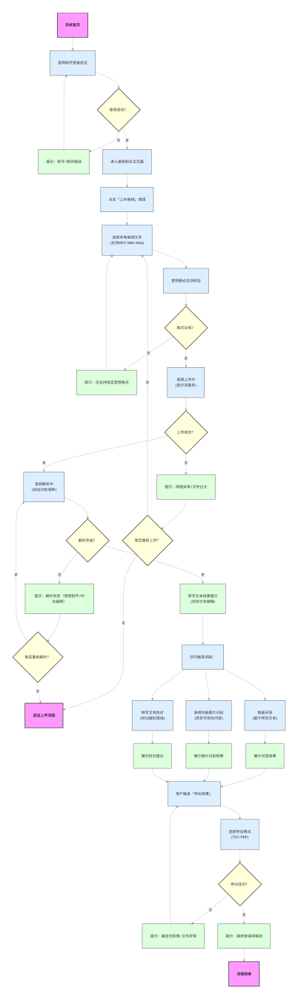 系统首页
音频助手登录验证
登录成功?
否
是
提示: 账号/密码错误
进入音频助手主页面
点击「上传音频」按钮
选择本地音频文件
(支持MP3/WAV/M4A)
音频格式自动校验
格式合规?
否
是
提示: 仅支持指定音频格式
音频上传中
(显示进度条)
是
上传成功?
是
否
音频解析中
(自动识别语种)
提示: 网络异常/文件过大
解析完成?
是否重新上传?
是
否
是
提示: 解析失败 (音频损坏/时
长超限)
转写文本结果展示
(支持文本编辑)
否
是否重新解析?
并行触发功能:
否
退出上传流程
转写文本校对
(标记疑似错误)
音频内嵌图片识别
(若有可视化内容)
智能问答
(基于转写文本)
展示校对建议
展示图片识别结果
展示问答结果
用户触发「导出结果」
选择导出格式
(TXT/PDF)
导出成功?
否
是
提示: 路径无权限/文件异常
提示: 跳转至保存路径
流程结束